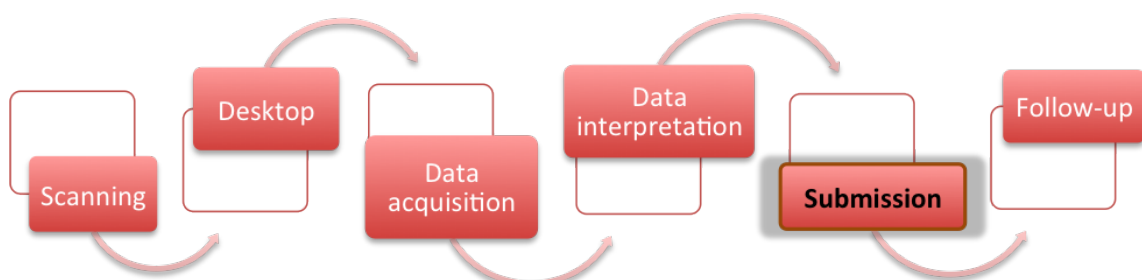 Scanning
Desktop
Data
acquisition
Data
interpretation
Submission
Follow-up